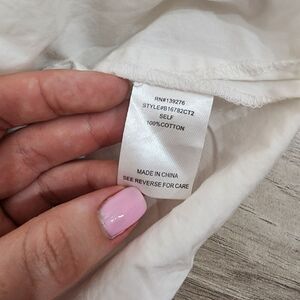 RN#139276
STYLE#B16782CT2
SELF
100%COTTON
MADE IN CHINA
SEE REVERSE FOR CARE